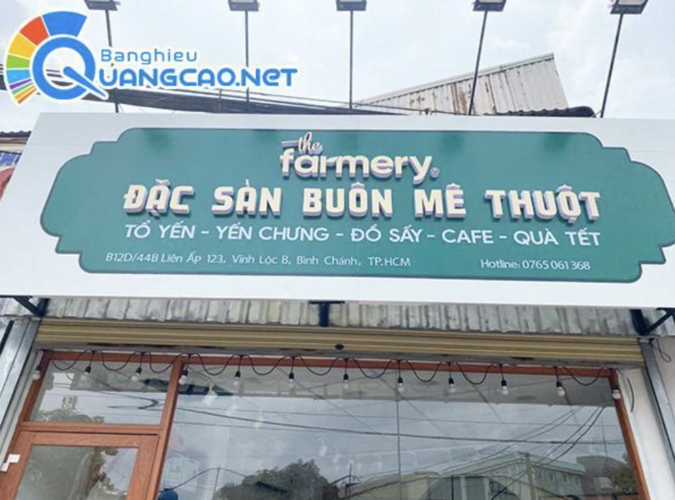 Banghieu
QUANGCAO.NET
the
farmery®
ĐẶC SẢN BUÔN MÊ THUỘT
TỔ YẾN - YẾN CHƯNG - ĐỒ SẤY - CAFE - QUÀ TẾT
B12D/44B Liên Ấp 123, Vĩnh Lộc B, Bình Chánh, TP.HCM
Hotline: 0765 061 368